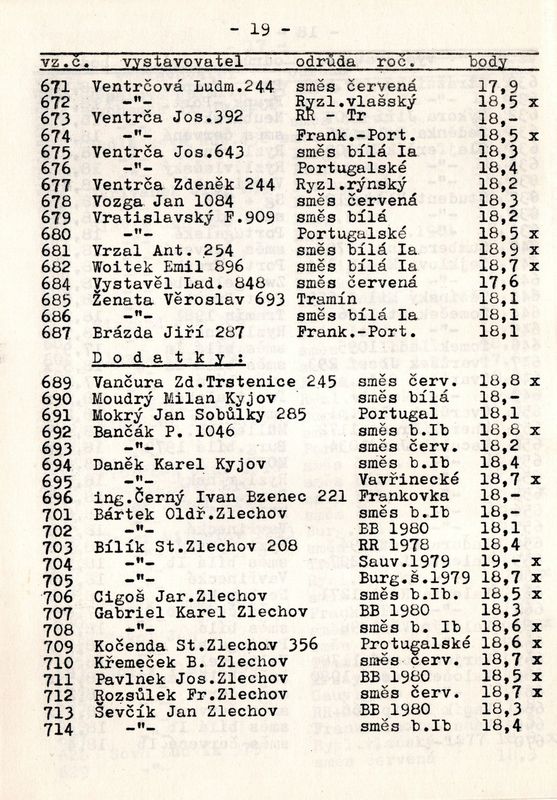 - 19 -
vz.č. vystavovatel odrůda roč. body
671 Ventrčová Ludm.244 směs červená 17,9
672 -"- Ryzl.vlašský 18,5 x
673 Ventrča Jos.392 RR - Tr 18,-
674 -"- Frank.-Port. 18,5 x
675 Ventrča Jos.643 směs bílá Ia 18,3
676 -"- Portugalské 18,4
677 Ventrča Zdeněk 244 Ryzl.rýnský 18,2
678 Vozga Jan 1084 směs červená 18,3
679 Vratislavský F.909 směs bílá 18,2
680 -"- Portugalské 18,5 x
681 Vrzal Ant. 254 směs bílá Ia 18,9 x
682 Woitek Emil 896 směs bílá Ia 18,7 x
684 Vystavěl Lad. 848 směs červená 17,6
685 Ženata Věroslav 693 Tramín 18,1
686 -"- směs bílá Ia 18,1
687 Brázda Jiří 287 Frank.-Port. 18,1
D o d a t k y :
689 Vančura Zd.Trstenice 245 směs červ. 18,8 x
690 Moudrý Milan Kyjov směs bílá 18,-
691 Mokrý Jan Sobůlky 285 Portugal 18,1
692 Bančák P. 1046 směs b.Ib 18,8 x
693 -"- směs červ. 18,2
694 Daněk Karel Kyjov směs b.Ib 18,4
695 -"- Vavřinecké 18,7 x
696 ing.Černý Ivan Bzenec 221 Frankovka 18,-
701 Bártek Oldř.Zlechov směs b.Ib 18,-
702 -"- BB 1980 18,1
703 Bílík St.Zlechov 208 RR 1978 18,4
704 -"- Sauv.1979 19,- x
705 -"- Burg.š.1979 18,7 x
706 Cigoš Jar.Zlechov směs b.Ib. 18,5 x
707 Gabriel Karel Zlechov BB 1980 18,3
708 -"- směs b. Ib 18,6 x
709 Kočenda St.Zlechov 356 Protugalské 18,6 x
710 Křemeček B. Zlechov směs červ. 18,7 x
711 Pavlnek Jos.Zlechov BB 1980 18,5 x
712 Rozsůlek Fr.Zlechov směs červ. 18,7 x
713 Ševčík Jan Zlechov BB 1980 18,3
714 -"- směs b.Ib 18,4